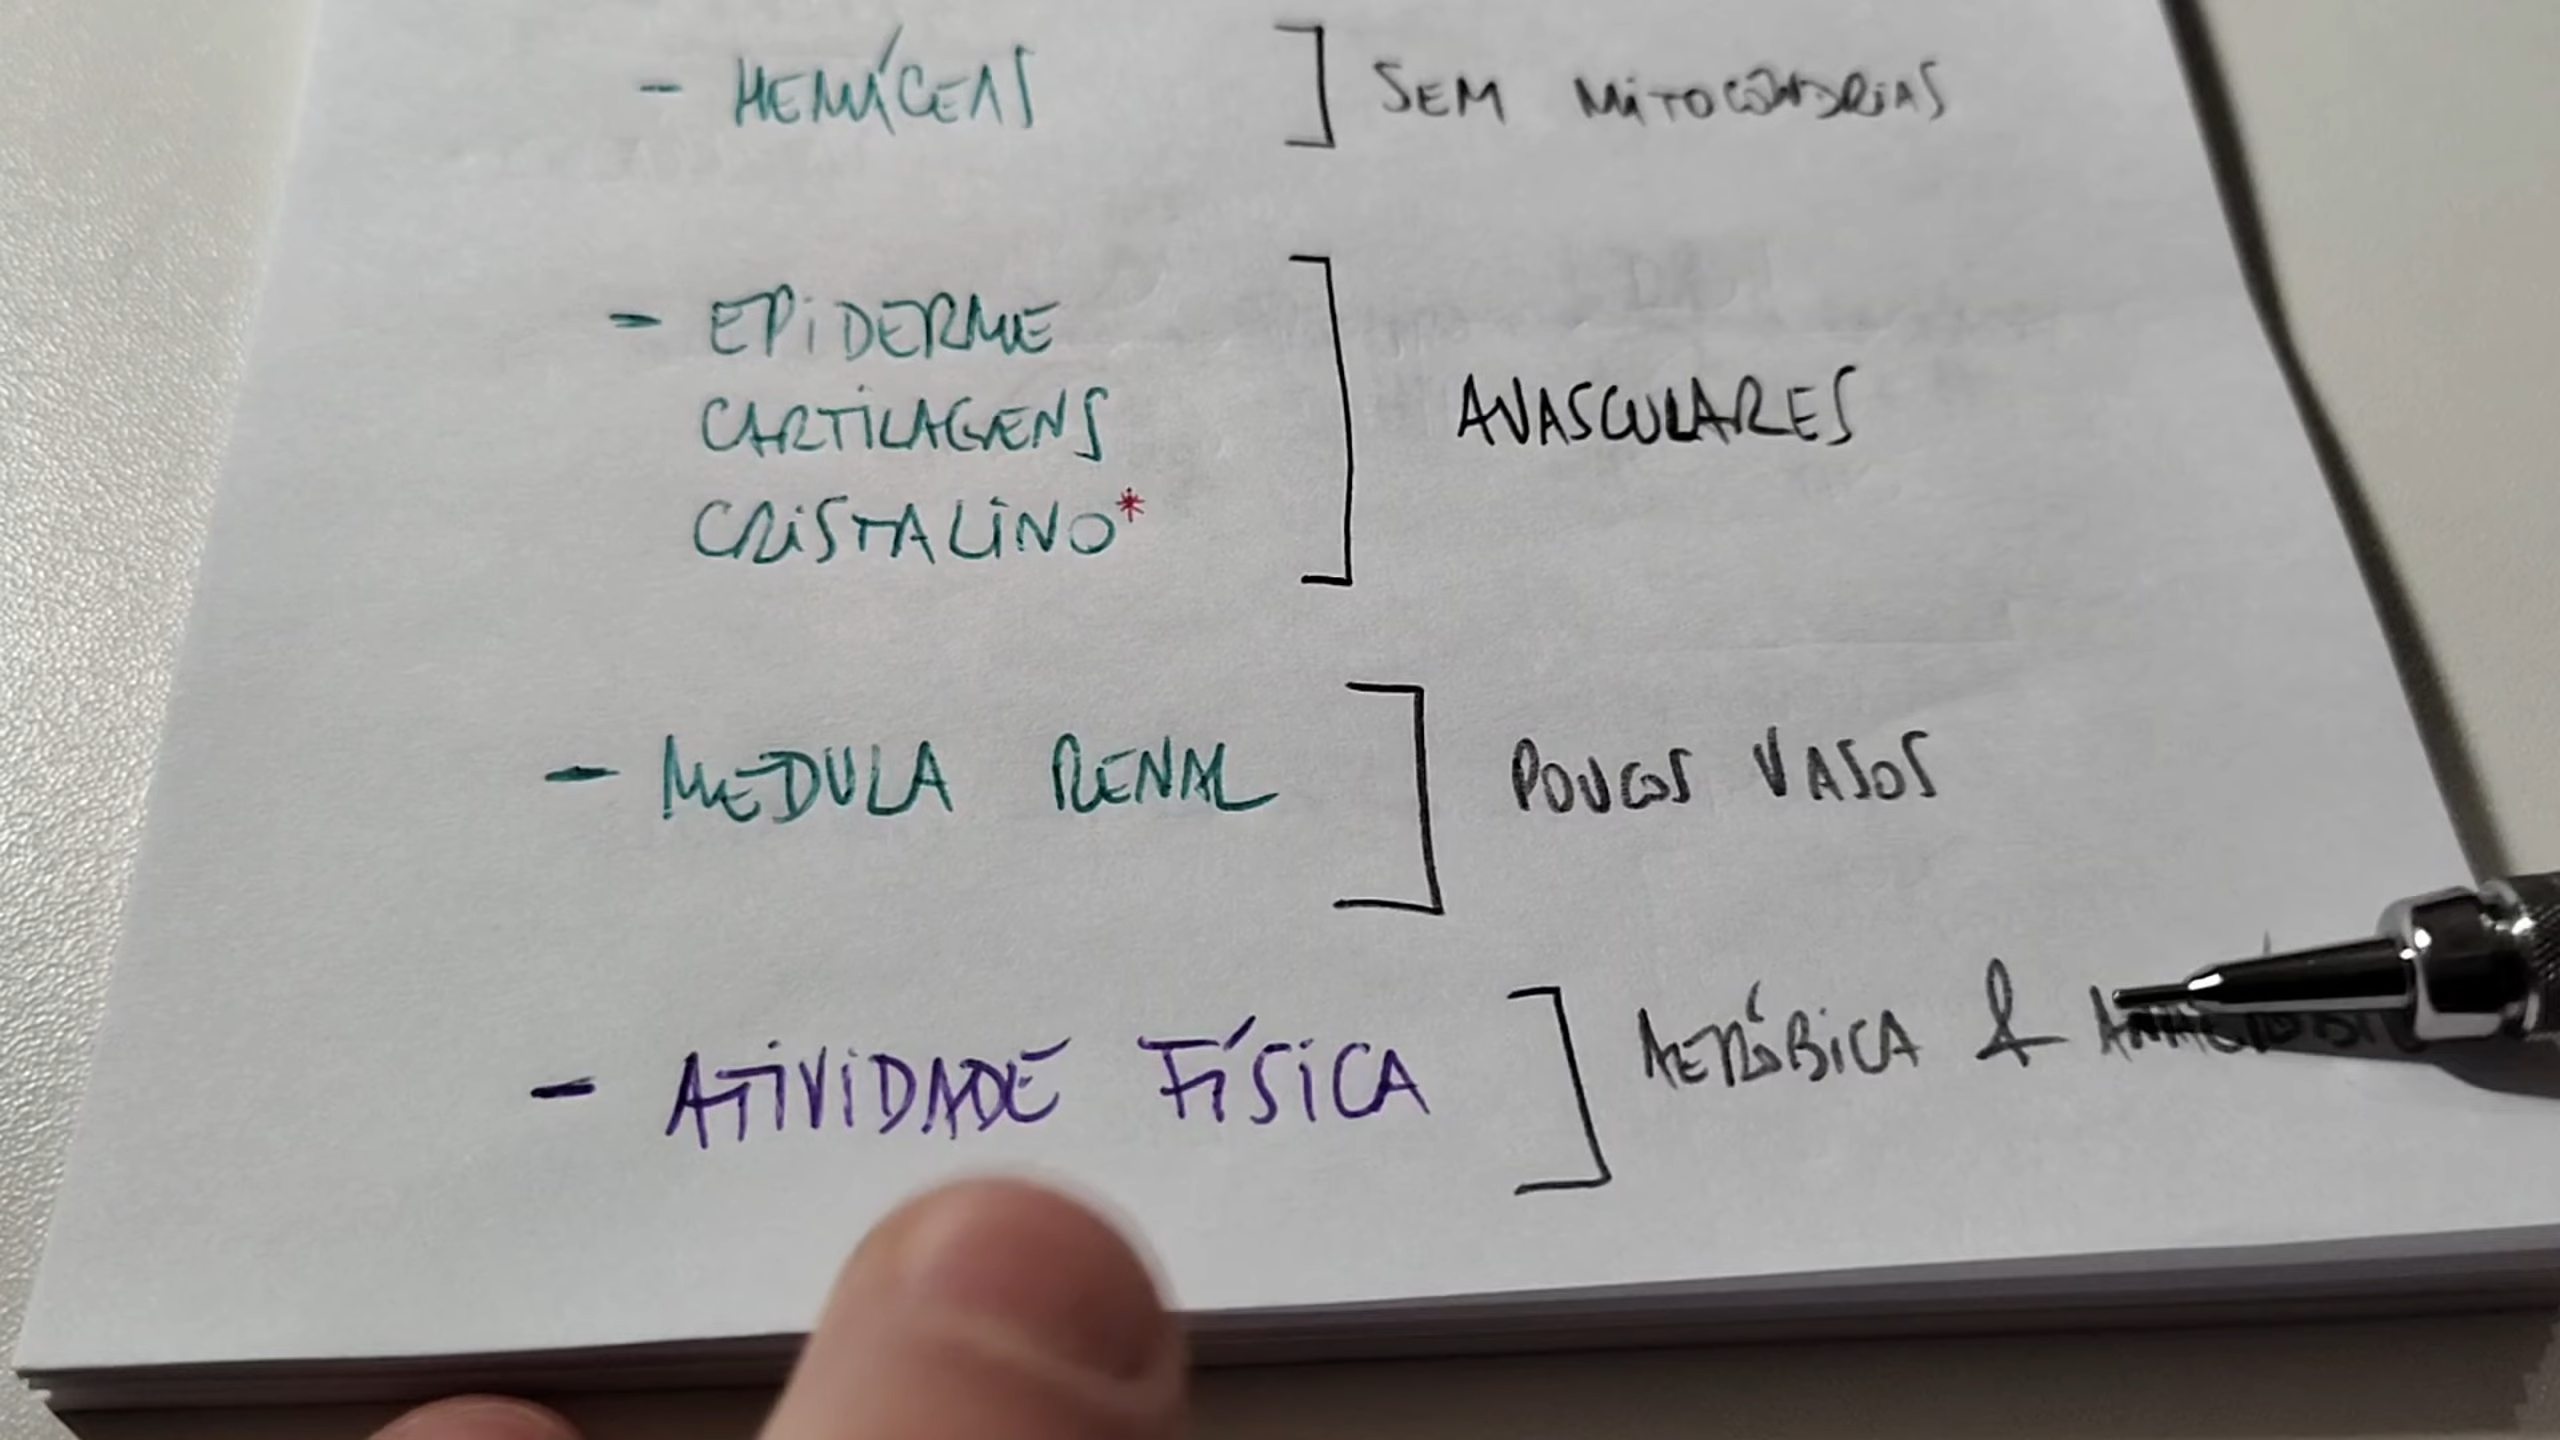 - HEMÁCEAS ] SEM MITOCÔNDRIAS
- EPIDERME
CARTILAGENS
CRISTALINO*
] AVASCULARES
- MEDULA RENAL ] POUCOS VASOS
- ATIVIDADE FÍSICA ] AERÓBICA &